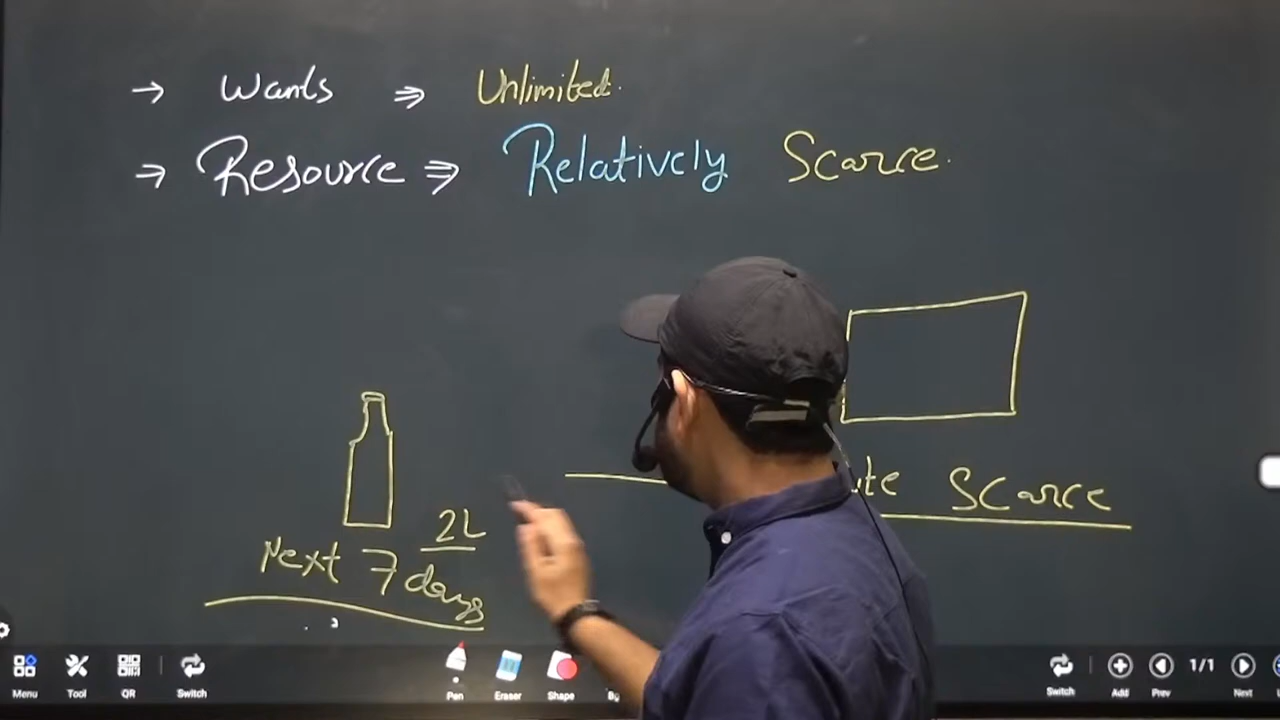 → Wants ⇒ Unlimited.
→ Resource ⇒ Relatively Scarce.
2L
Next 7 days
Scarce
Menu Tool QR Switch Pen Eraser Shape Switch Add Prev 1/1 Next